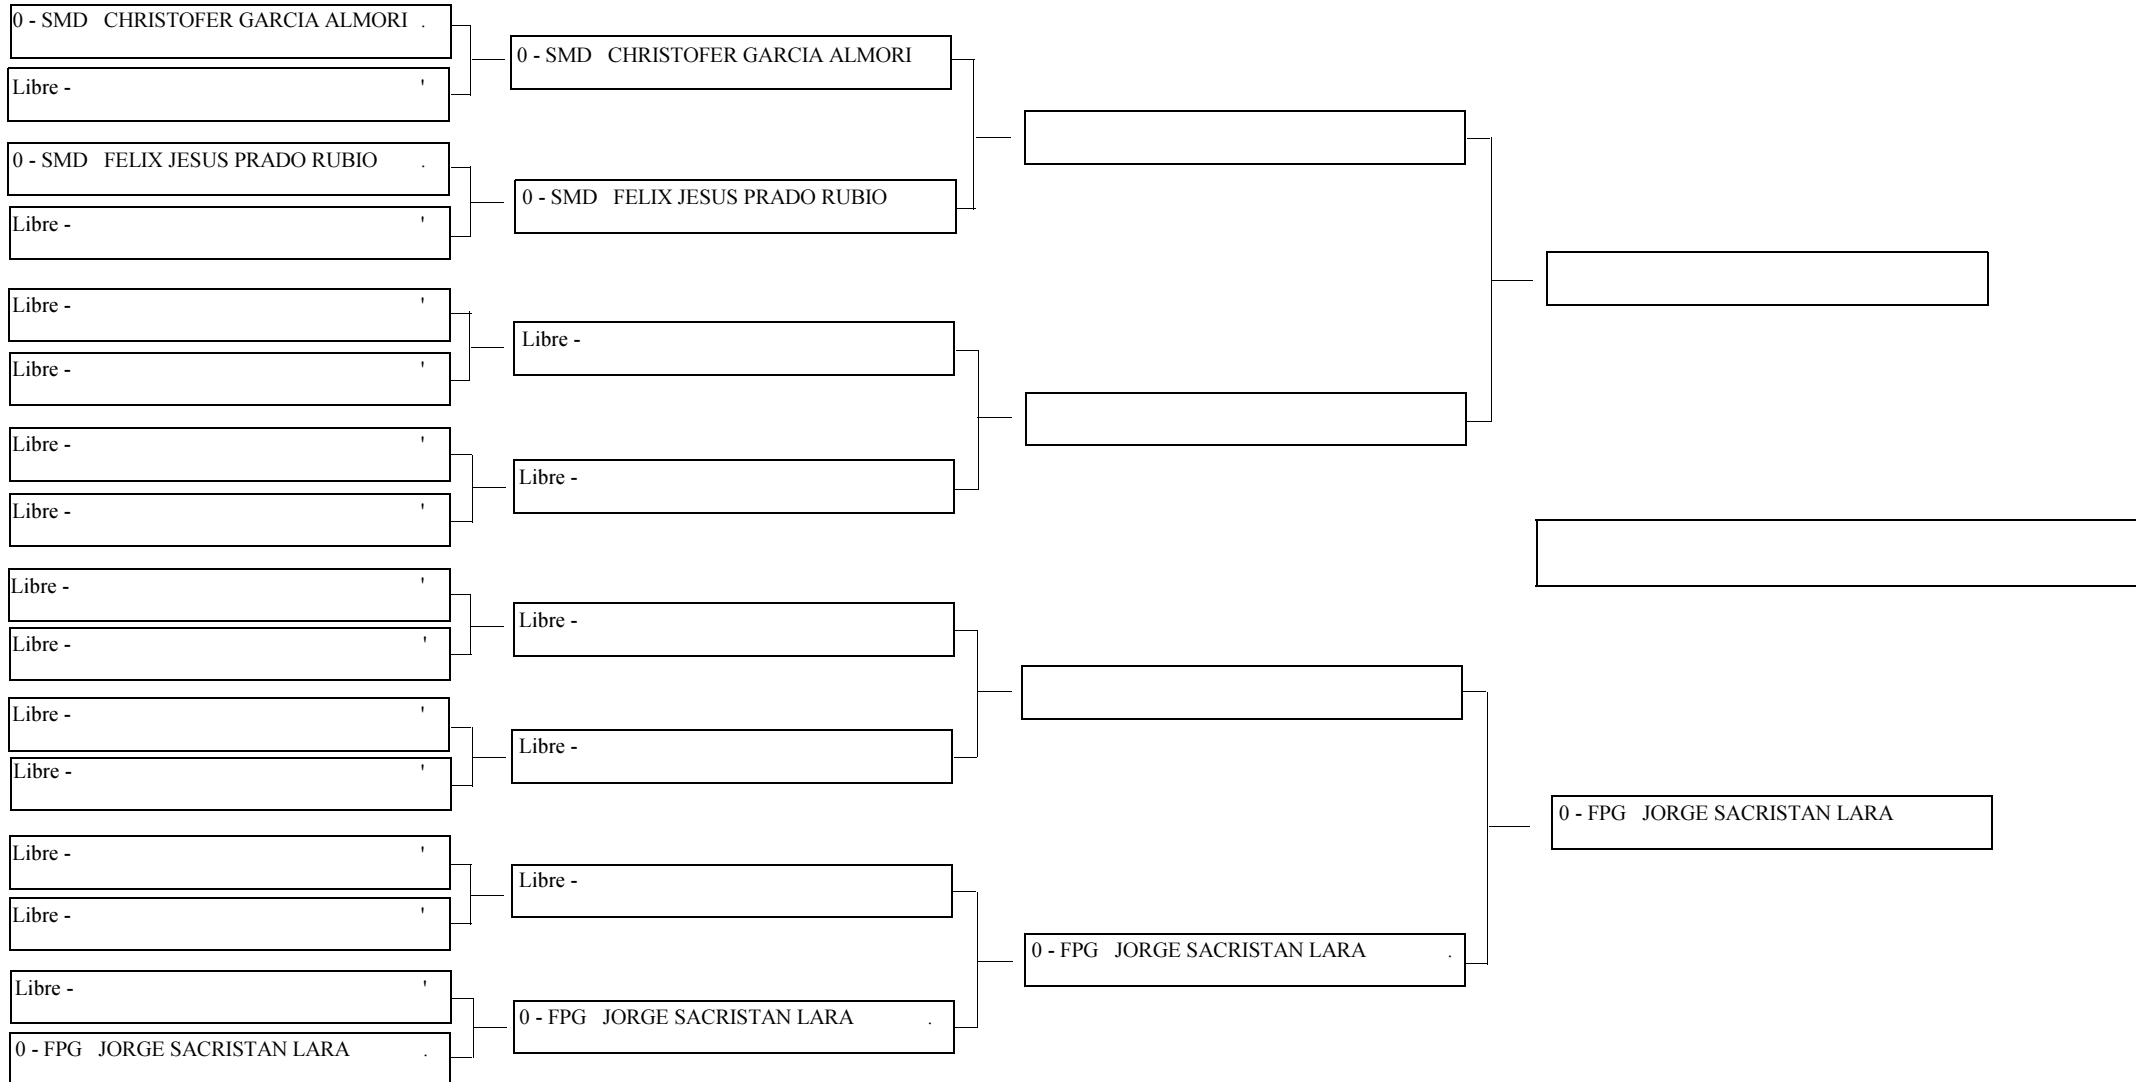 0 - SMD CHRISTOFER GARCIA ALMORI .
Libre - '
0 - SMD FELIX JESUS PRADO RUBIO .
Libre - '
Libre - '
Libre - '
Libre - '
Libre - '
Libre - '
Libre - '
Libre - '
Libre - '
Libre - '
Libre - '
Libre - '
0 - FPG JORGE SACRISTAN LARA .
0 - SMD CHRISTOFER GARCIA ALMORI
0 - SMD FELIX JESUS PRADO RUBIO
Libre -
Libre -
Libre -
Libre -
Libre -
0 - FPG JORGE SACRISTAN LARA .
0 - FPG JORGE SACRISTAN LARA .
0 - FPG JORGE SACRISTAN LARA